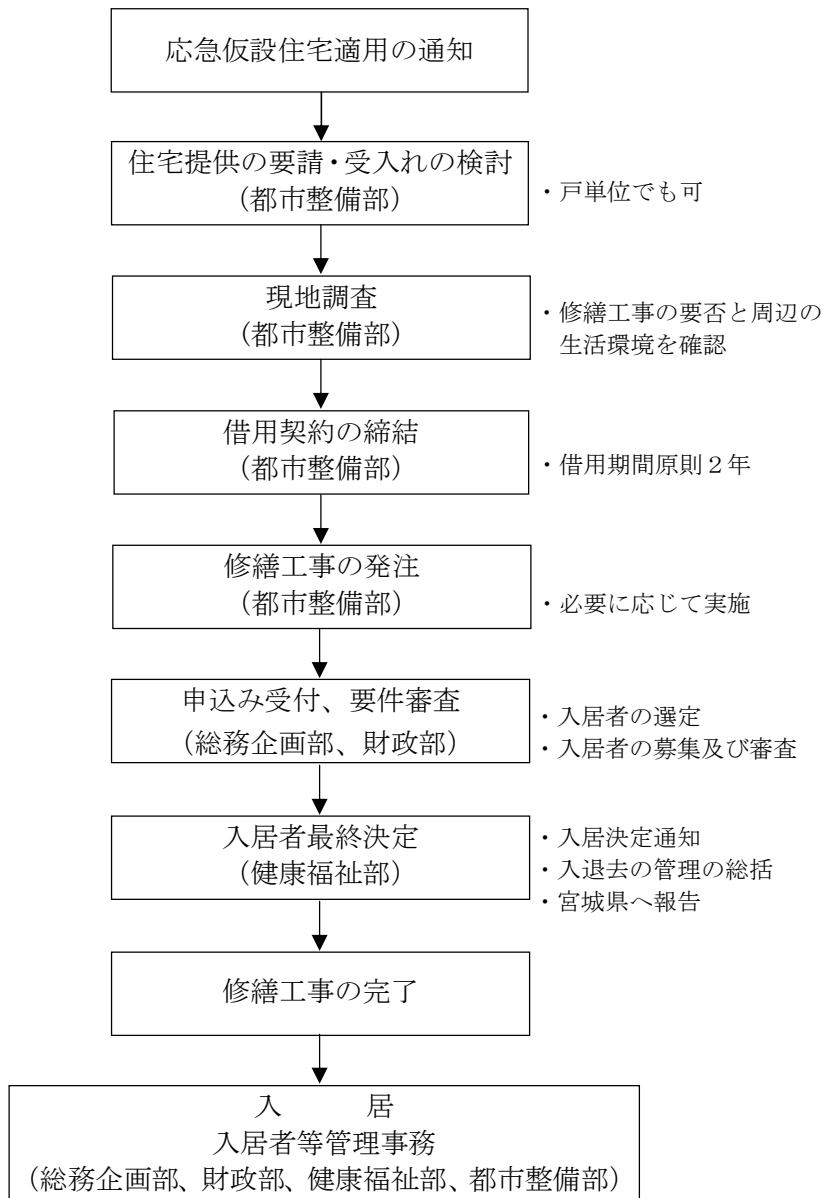 応急仮設住宅適用の通知
住宅提供の要請・受入れの検討
(都市整備部)
・戸単位でも可
現地調査
(都市整備部)
・修繕工事の要否と周辺の
生活環境を確認
借用契約の締結
(都市整備部)
・借用期間原則２年
修繕工事の発注
(都市整備部)
・必要に応じて実施
申込み受付、要件審査
(総務企画部、財政部)
・入居者の選定
・入居者の募集及び審査
入居者最終決定
(健康福祉部)
・入居決定通知
・入退去の管理の総括
・宮城県へ報告
修繕工事の完了
入　　居
入居者等管理事務
(総務企画部、財政部、健康福祉部、都市整備部)